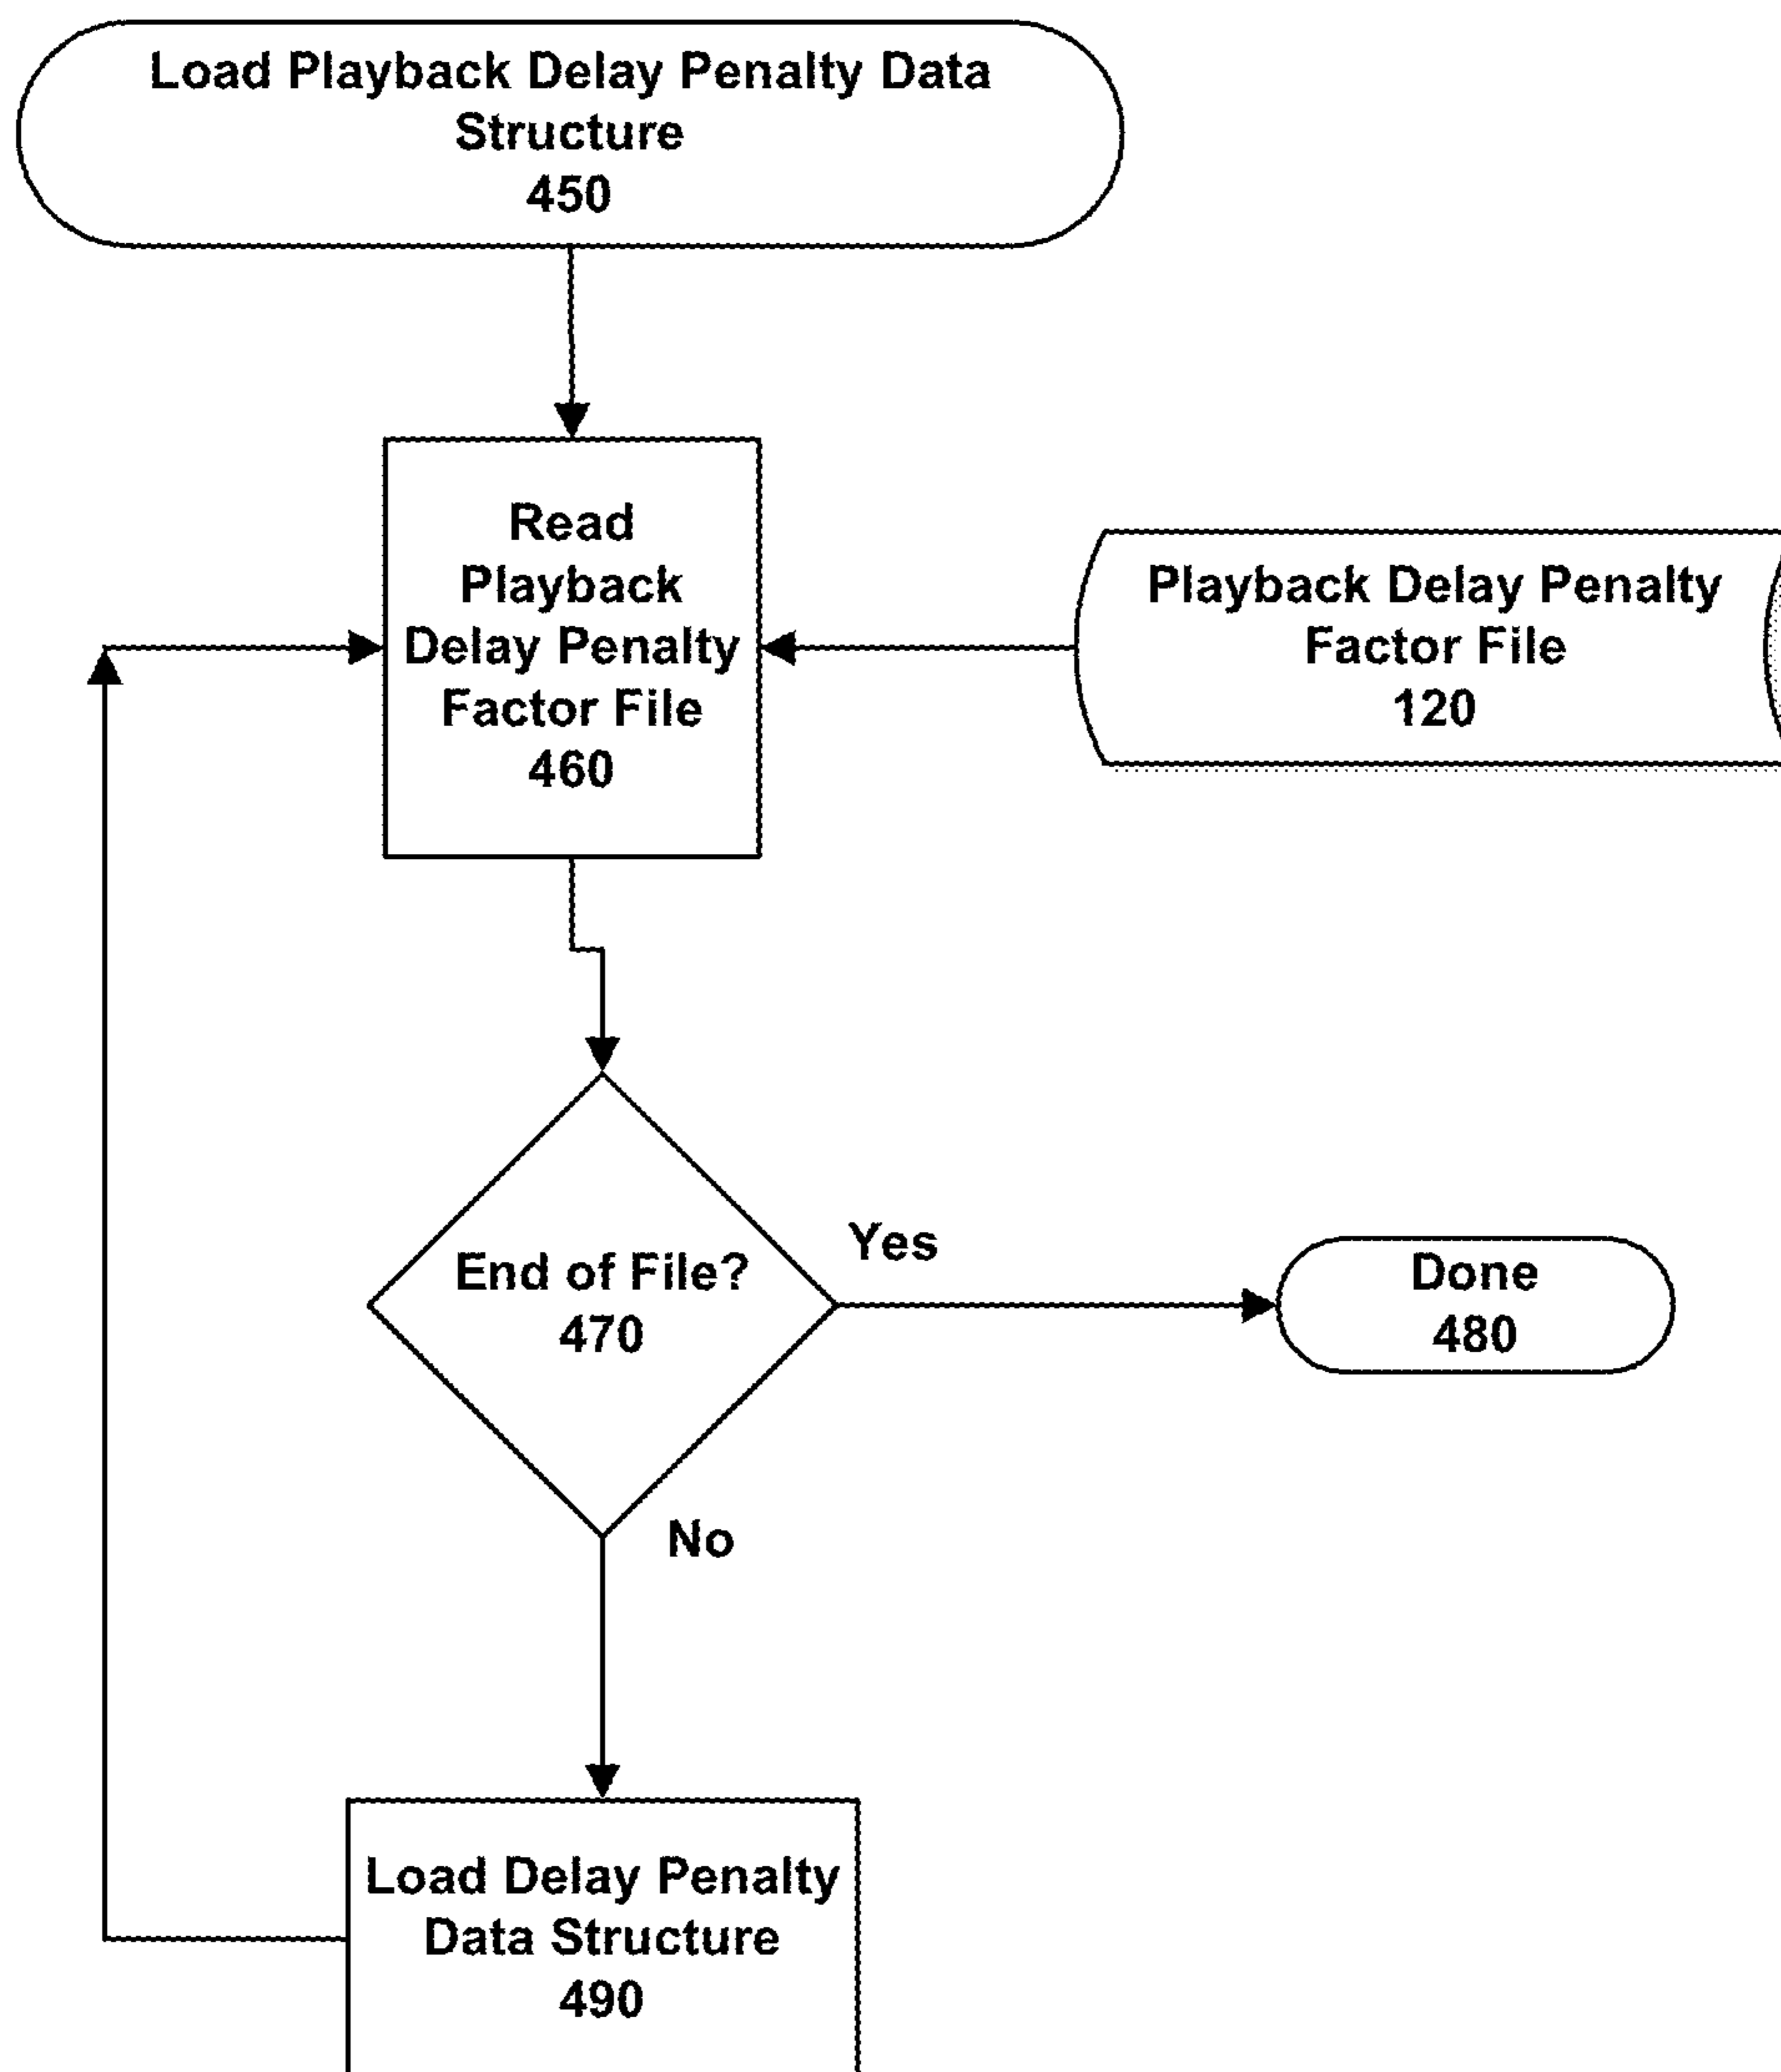 Load Playback Delay Penalty Data
Structure
450
Read
Playback
Delay Penalty
Factor File
460
Playback Delay Penalty
Factor File
120
End of File?
470
Yes
Done
480
No
Load Delay Penalty
Data Structure
490